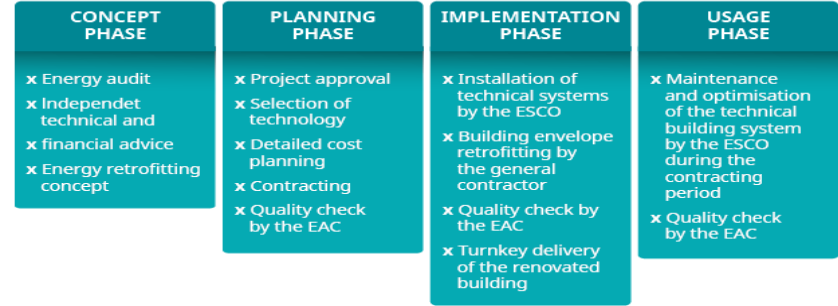 CONCEPT
PHASE
x Energy audit
x Independet
technical and
x financial advice
x Energy retrofitting
concept
PLANNING
PHASE
x Project approval
x Selection of
technology
x Detailed cost
planning
x Contracting
x Quality check
by the EAC
IMPLEMENTATION
PHASE
x Installation of
technical systems
by the ESCO
x Building envelope
retrofitting by
the general
contractor
x Quality check by
the EAC
x Turnkey delivery
of the renovated
building
USAGE
PHASE
x Maintenance
and optimisation
of the technical
building system
by the ESCO
during the
contracting
period
x Quality check
by the EAC